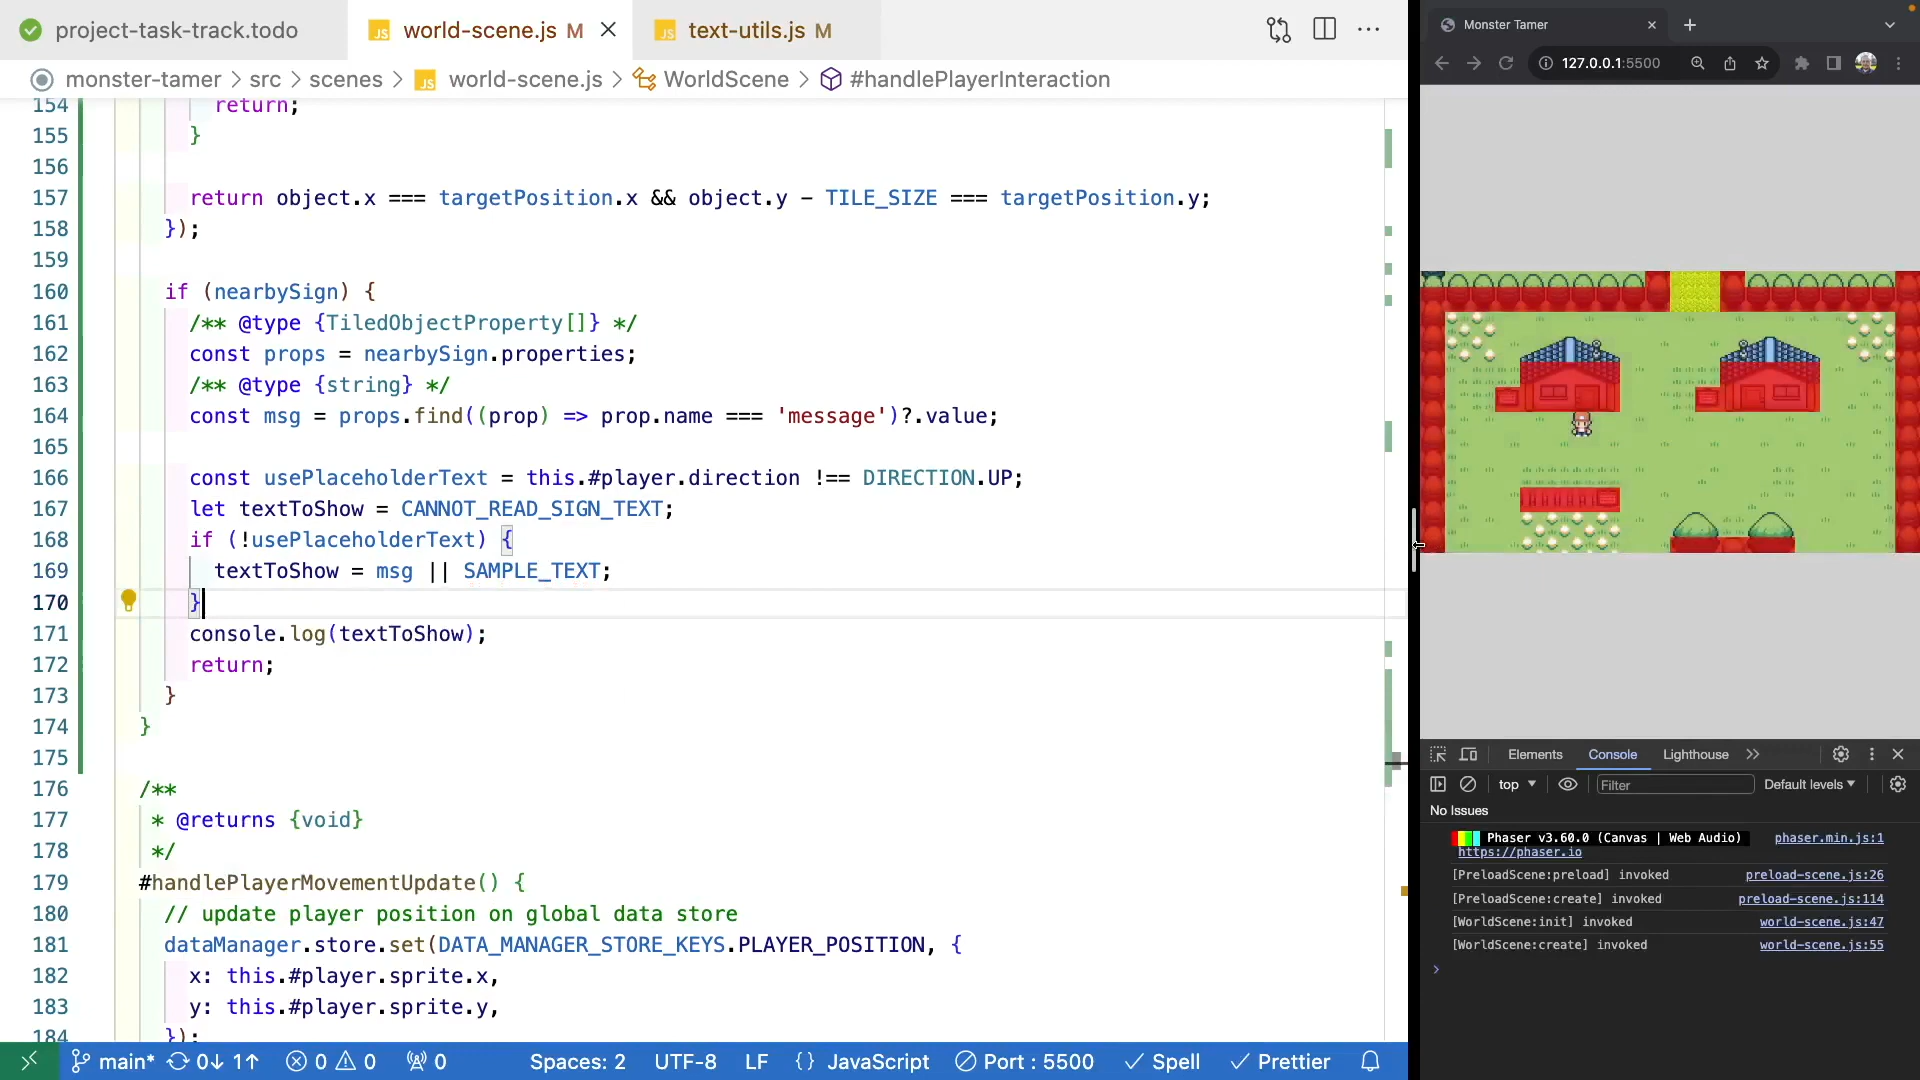 project-task-track.todo
world-scene.js M
text-utils.js M
monster-tamer > src > scenes > world-scene.js > WorldScene > #handlePlayerInteraction
154 return;
155 }
156
157 return object.x === targetPosition.x && object.y - TILE_SIZE === targetPosition.y;
158 });
159
160 if (nearbySign) {
161 /** @type {TiledObjectProperty[]} */
162 const props = nearbySign.properties;
163 /** @type {string} */
164 const msg = props.find((prop) => prop.name === 'message')?.value;
165
166 const usePlaceholderText = this.#player.direction !== DIRECTION.UP;
167 let textToShow = CANNOT_READ_SIGN_TEXT;
168 if (!usePlaceholderText) {
169 textToShow = msg || SAMPLE_TEXT;
170 }
171 console.log(textToShow);
172 return;
173 }
174 }
175
176 /**
177 * @returns {void}
178 */
179 #handlePlayerMovementUpdate() {
180 // update player position on global data store
181 dataManager.store.set(DATA_MANAGER_STORE_KEYS.PLAYER_POSITION, {
182 x: this.#player.sprite.x,
183 y: this.#player.sprite.y,
184 });
main* 0↓ 1↑ 0 0 0 Spaces: 2 UTF-8 LF {} JavaScript Port : 5500 Spell Prettier
Monster Tamer
127.0.0.1:5500
Elements Console Lighthouse
top Filter Default levels
No Issues
Phaser v3.60.0 (Canvas | Web Audio) phaser.min.js:1
https://phaser.io
[PreloadScene:preload] invoked preload-scene.js:26
[PreloadScene:create] invoked preload-scene.js:114
[WorldScene:init] invoked world-scene.js:47
[WorldScene:create] invoked world-scene.js:55